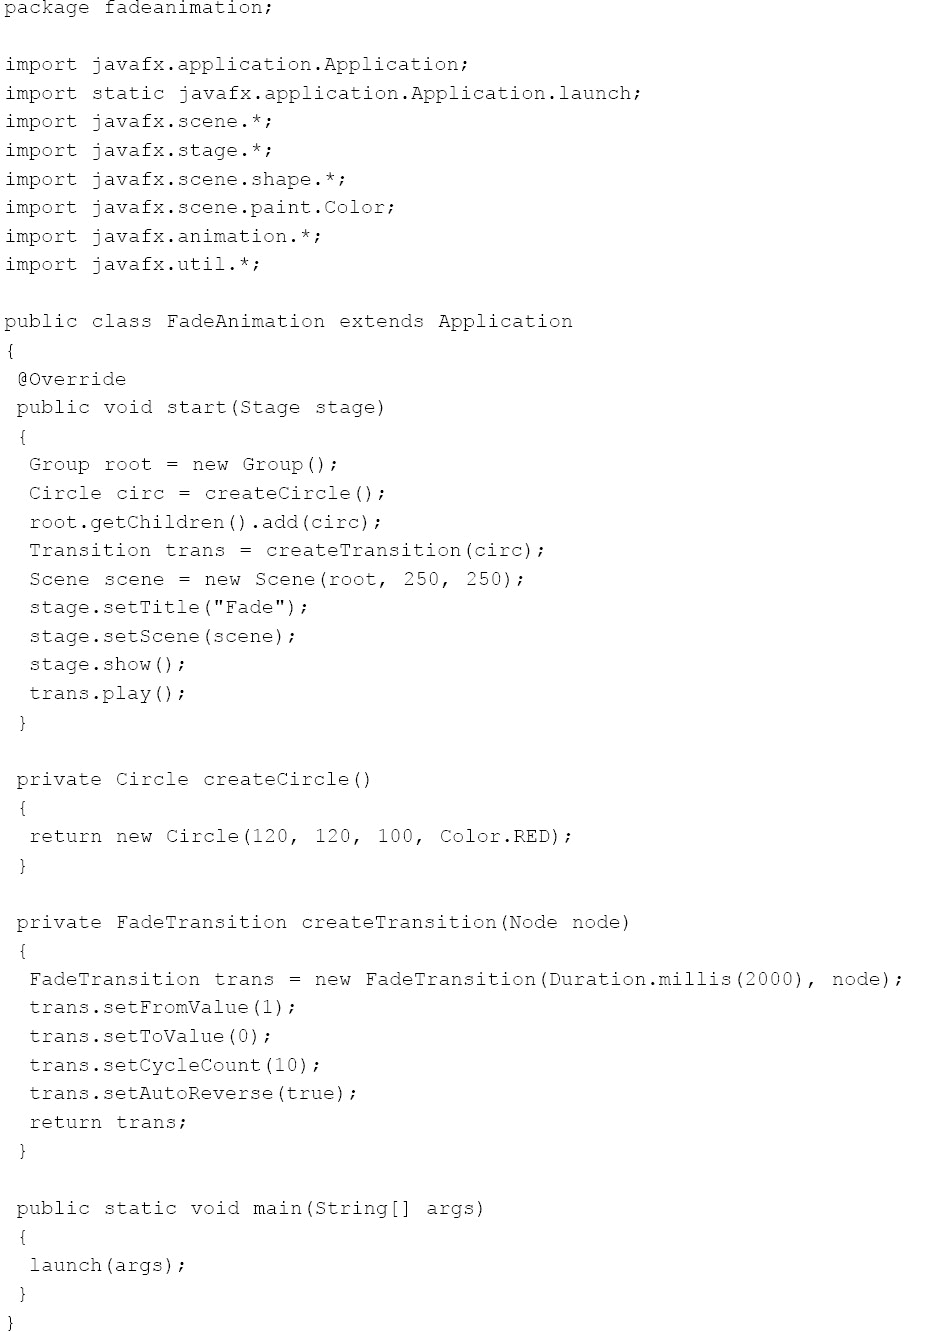 package fadeanimation;

import javafx.application.Application;
import static javafx.application.Application.launch;
import javafx.scene.*;
import javafx.stage.*;
import javafx.scene.shape.*;
import javafx.scene.paint.Color;
import javafx.animation.*;
import javafx.util.*;

public class FadeAnimation extends Application
{
 @Override
 public void start(Stage stage)
 {
  Group root = new Group();
  Circle circ = createCircle();
  root.getChildren().add(circ);
  Transition trans = createTransition(circ);
  Scene scene = new Scene(root, 250, 250);
  stage.setTitle("Fade");
  stage.setScene(scene);
  stage.show();
  trans.play();
 }

 private Circle createCircle()
 {
  return new Circle(120, 120, 100, Color.RED);
 }

 private FadeTransition createTransition(Node node)
 {
  FadeTransition trans = new FadeTransition(Duration.millis(2000), node);
  trans.setFromValue(1);
  trans.setToValue(0);
  trans.setCycleCount(10);
  trans.setAutoReverse(true);
  return trans;
 }

 public static void main(String[] args)
 {
  launch(args);
 }
}